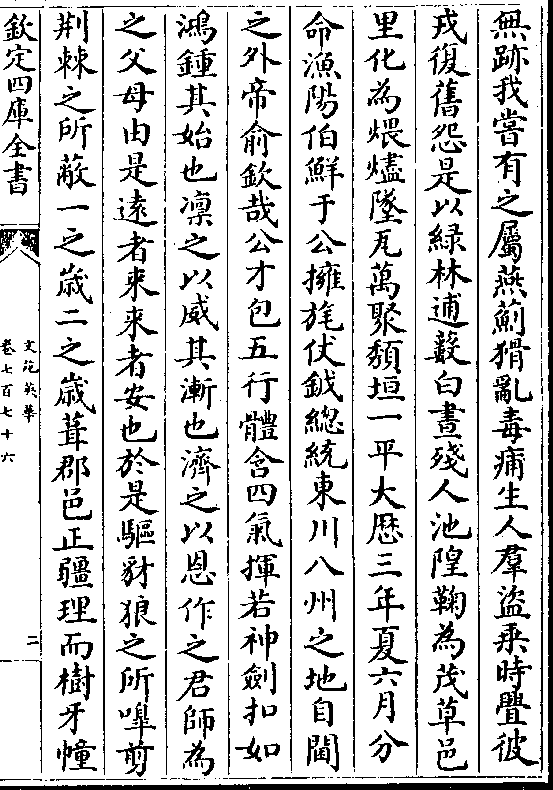 無跡我嘗有之屬燕薊猾亂毒痡生人羣盜乘時釁彼
戎復舊怨是以緑林逋藪白晝殘人池隍鞠為茂草邑
里化為煨燼墜瓦萬聚頽垣一平大厯三年夏六月分
命漁陽伯鮮于公擁旄伏鉞總統東川八州之地自閫
之外帝俞欽哉公才包五行體含四氣揮若神劍扣如
鴻鍾其始也凛之以威其漸也濟之以恩作之君師為
之父母由是逺者来来者安也於是驅豺狼之所嘷剪
荆棘之所蔽一之歳二之歳葺郡邑正疆理而樹牙幢
欽定四庫全書
文苑英華
卷七百七十六
二